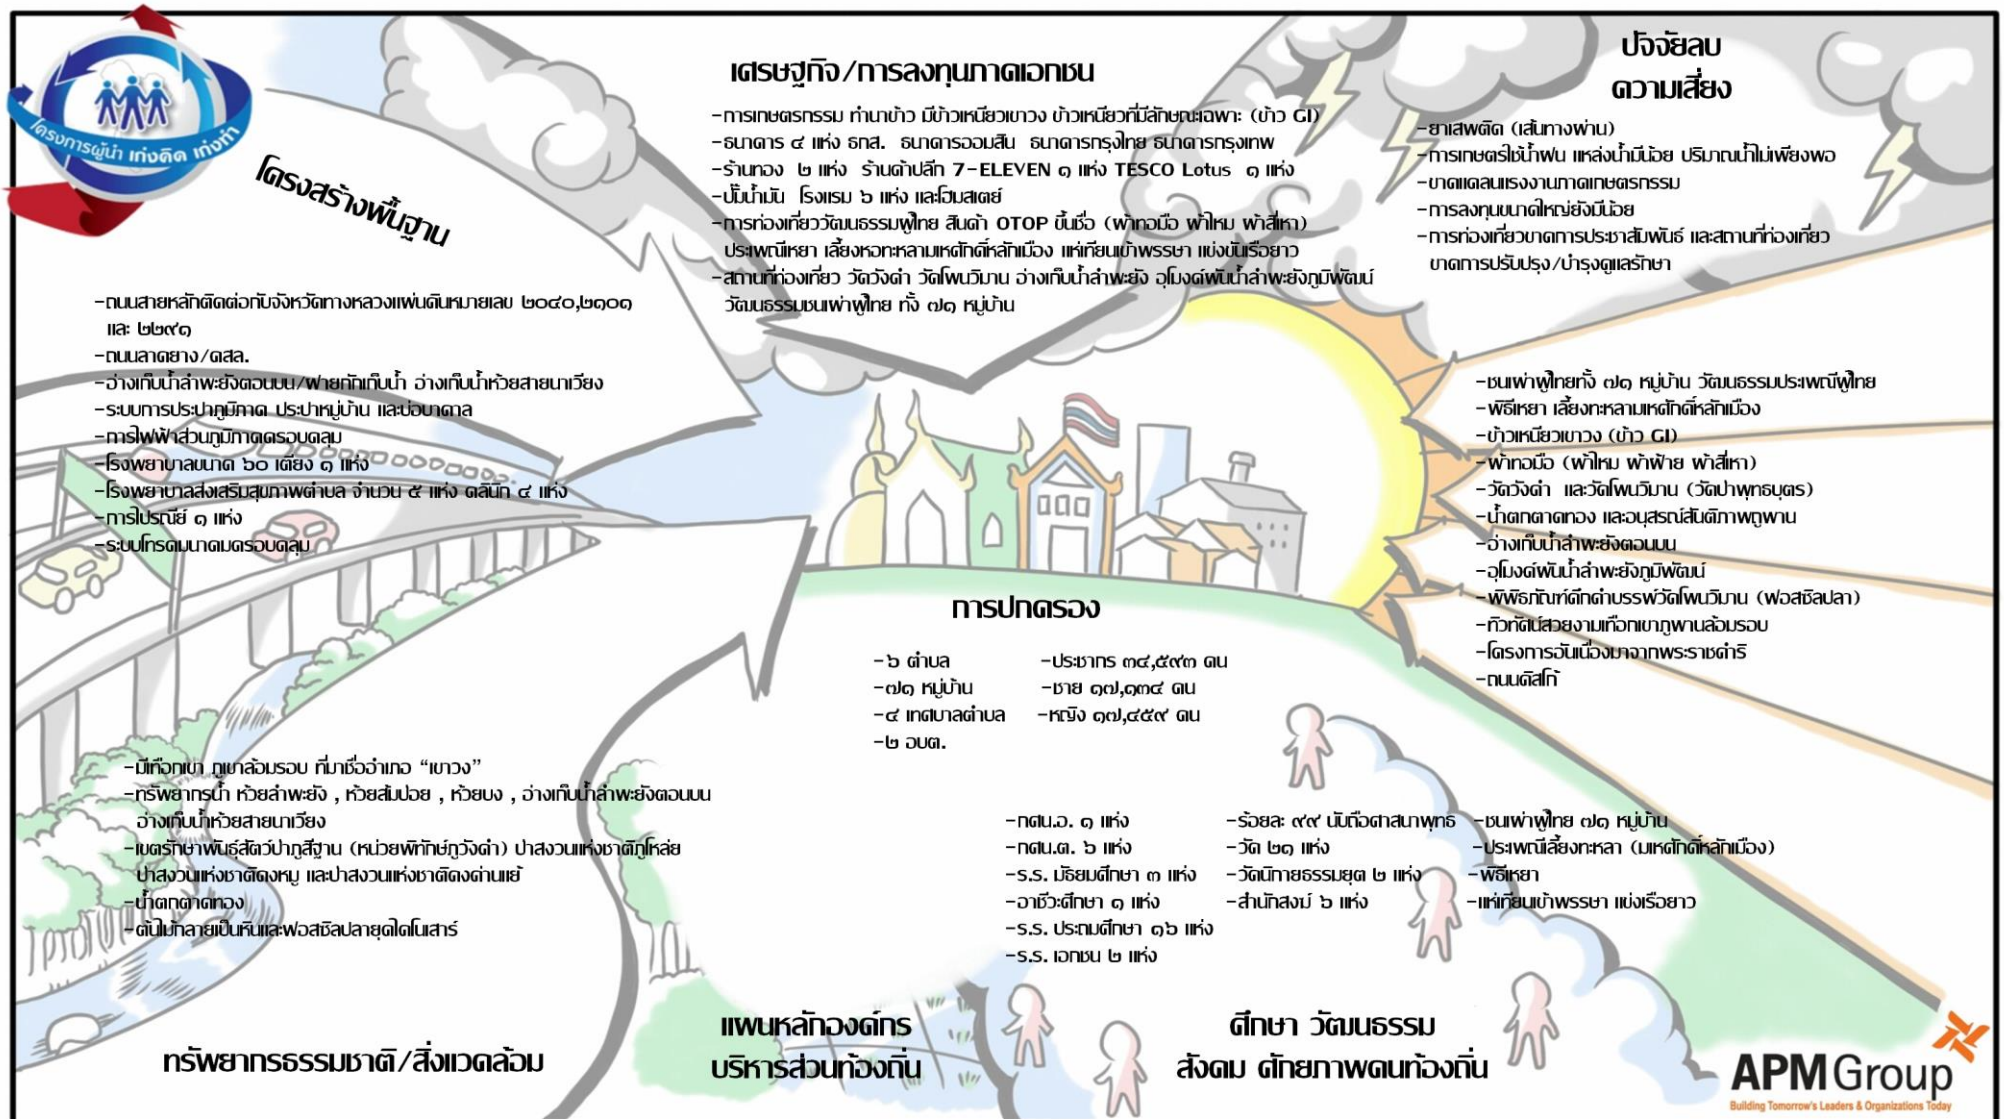 โครงการผู้นำ เก่งคิด เก่งทำ
โครงสร้างพื้นฐาน
-ถนนสายหลักติดต่อกับจังหวัดทางหลวงแผ่นดินหมายเลข ๒๐๔๐,๒๑๐๑
และ ๒๒๙๑
-ถนนลาดยาง/คสล.
-อ่างเก็บน้ำลำพะยังตอนบน/ฝายกักเก็บน้ำ อ่างเก็บน้ำห้วยสายนาเวียง
-ระบบการประปาภูมิภาค ประปาหมู่บ้าน และบ่อบาดาล
-การไฟฟ้าส่วนภูมิภาคครอบคลุม
-โรงพยาบาลขนาด ๖๐ เตียง ๑ แห่ง
-โรงพยาบาลส่งเสริมสุขภาพตำบล จำนวน ๕ แห่ง คลินิก ๔ แห่ง
-การไปรณีย์ ๑ แห่ง
-ระบบโทรคมนาคมครอบคลุม
เศรษฐกิจ/การลงทุนภาคเอกชน
-การเกษตรกรรม ทำนาข้าว มีข้าวเหนียวเขาวง ข้าวเหนียวที่มีลักษณะเฉพาะ (ข้าว GI)
-ธนาคาร ๔ แห่ง ธกส. ธนาคารออมสิน ธนาคารกรุงไทย ธนาคารกรุงเทพ
-ร้านทอง ๒ แห่ง ร้านค้าปลีก 7-ELEVEN ๑ แห่ง TESCO Lotus ๑ แห่ง
-ปั๊มน้ำมัน โรงแรม ๖ แห่ง และโฮมสเตย์
-การท่องเที่ยววัฒนธรรมผู้ไทย สินค้า OTOP ขึ้นชื่อ (ผ้าทอมือ ผ้าไหม ผ้าสี่เหา)
ประเพณีเหยา เลี้ยงหอทะหลามเหศักดิ์หลักเมือง แห่เทียนเข้าพรรษา แข่งขันเรือยาว
-สถานที่ท่องเที่ยว วัดวังคำ วัดโพนวิมาน อ่างเก็บน้ำลำพะยัง อุโมงค์ผันน้ำลำพะยังภูมิพัฒน์
วัฒนธรรมชนเผ่าผู้ไทย ทั้ง ๗๑ หมู่บ้าน
ปัจจัยลบ
ความเสี่ยง
-ยาเสพติด (เส้นทางผ่าน)
-การเกษตรใช้น้ำฝน แหล่งน้ำมีน้อย ปริมาณน้ำไม่เพียงพอ
-ขาดแคลนแรงงานภาคเกษตรกรรม
-การลงทุนขนาดใหญ่ยังมีน้อย
-การท่องเที่ยวขาดการประชาสัมพันธ์ และสถานที่ท่องเที่ยว
ขาดการปรับปรุง/บำรุงดูแลรักษา
-ชนเผ่าผู้ไทยทั้ง ๗๑ หมู่บ้าน วัฒนธรรมประเพณีผู้ไทย
-พิธีเหยา เลี้ยงทะหลามเหศักดิ์หลักเมือง
-ข้าวเหนียวเขาวง (ข้าว GI)
-ผ้าทอมือ (ผ้าไหม ผ้าฝ้าย ผ้าสี่เหา)
-วัดวังคำ และวัดโพนวิมาน (วัดป่าพุทธบุตร)
-น้ำตกตาดทอง และอนุสรณ์สันติภาพภูพาน
-อ่างเก็บน้ำลำพะยังตอนบน
-อุโมงค์ผันน้ำลำพะยังภูมิพัฒน์
-พิพิธภัณฑ์ดึกดำบรรพ์วัดโพนวิมาน (ฟอสซิลปลา)
-ทิวทัศน์สวยงามเทือกเขาภูพานล้อมรอบ
-โครงการอันเนื่องมาจากพระราชดำริ
-ถนนดิสโก้
การปกครอง
-๖ ตำบล -ประชากร ๓๔,๕๙๓ คน
-๗๑ หมู่บ้าน -ชาย ๑๗,๑๓๔ คน
-๔ เทศบาลตำบล -หญิง ๑๗,๔๕๙ คน
-๒ อบต.
-มีเทือกเขา ภูเขาล้อมรอบ ที่มาชื่ออำเภอ “เขาวง”
-ทรัพยากรน้ำ ห้วยลำพะยัง , ห้วยส้มปอย , ห้วยบง , อ่างเก็บน้ำลำพะยังตอนบน
อ่างเก็บน้ำห้วยสายนาเวียง
-เขตรักษาพันธุ์สัตว์ป่าภูสีฐาน (หน่วยพิทักษ์ภูวังคำ) ป่าสงวนแห่งชาติภูโหล่ย
ป่าสงวนแห่งชาติดงหมู และป่าสงวนแห่งชาติดงด่านแย้
-น้ำตกตาดทอง
-ต้นไม้กลายเป็นหินและฟอสซิลปลายุคไดโนเสาร์
ทรัพยากรธรรมชาติ/สิ่งแวดล้อม
-กศน.อ. ๑ แห่ง -ร้อยละ ๙๙ นับถือศาสนาพุทธ -ชนเผ่าผู้ไทย ๗๑ หมู่บ้าน
-กศน.ต. ๖ แห่ง -วัด ๒๑ แห่ง -ประเพณีเลี้ยงทะหลา (มเหศักดิ์หลักเมือง)
-ร.ร. มัธยมศึกษา ๓ แห่ง -วัดนิกายธรรมยุต ๒ แห่ง -พิธีเหยา
-อาชีวะศึกษา ๑ แห่ง -สำนักสงฆ์ ๖ แห่ง -แห่เทียนเข้าพรรษา แข่งเรือยาว
-ร.ร. ประถมศึกษา ๑๖ แห่ง
-ร.ร. เอกชน ๒ แห่ง
แผนหลักองค์กร
บริหารส่วนท้องถิ่น
ศึกษา วัฒนธรรม
สังคม ศักยภาพคนท้องถิ่น
APM Group
Building Tomorrow's Leaders & Organizations Today